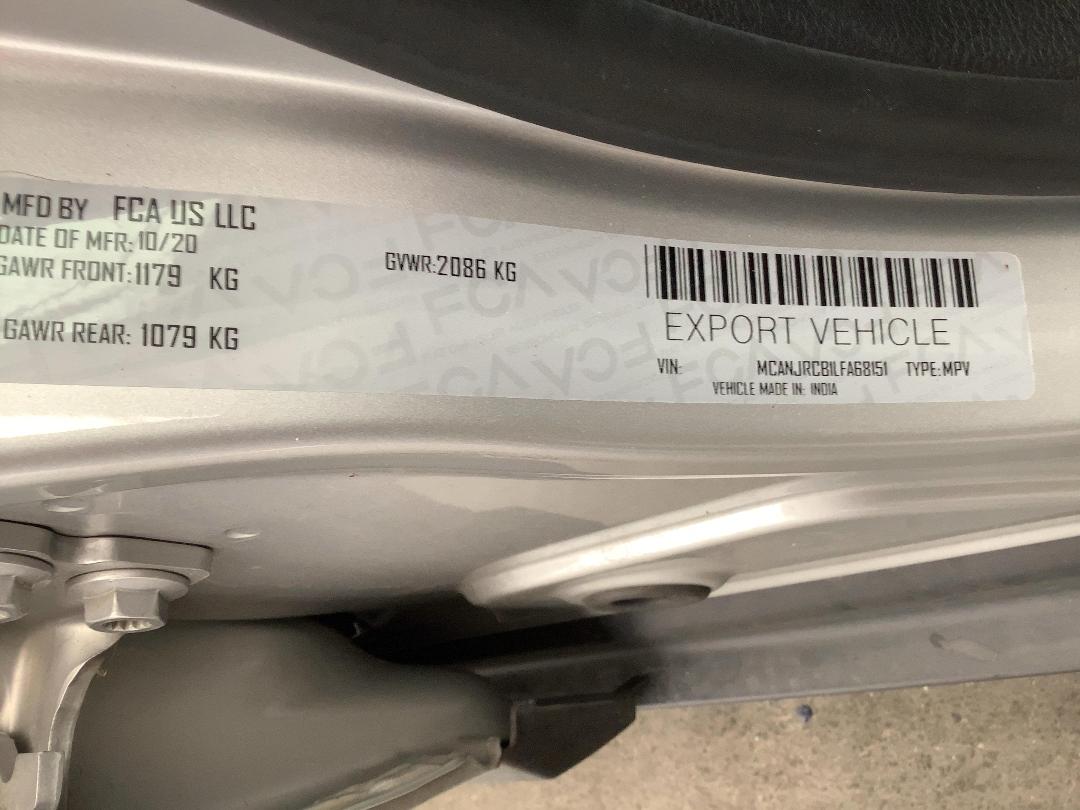 MFD BY FCA US LLC
DATE OF MFR: 10/20
GAWR FRONT: 1179 KG
GVWR: 2086 KG
GAWR REAR: 1079 KG
EXPORT VEHICLE
VIN: MCANJRCB1LFA68151 TYPE: MPV
VEHICLE MADE IN: INDIA